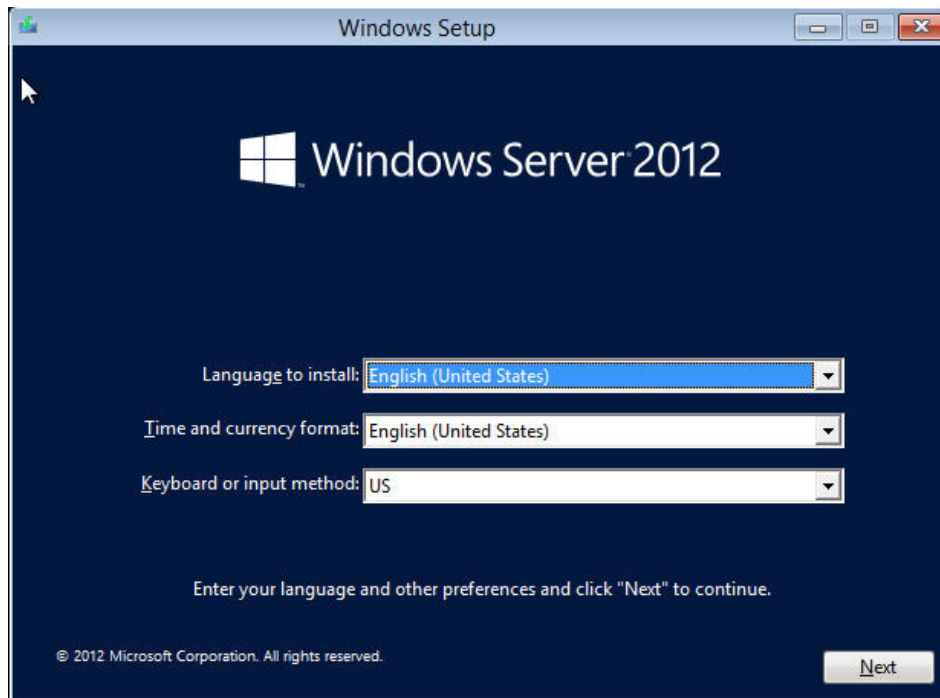 Windows Setup
Windows Server 2012
Language to install: English (United States)
Time and currency format: English (United States)
Keyboard or input method: US
Enter your language and other preferences and click "Next" to continue.
© 2012 Microsoft Corporation. All rights reserved.
Next